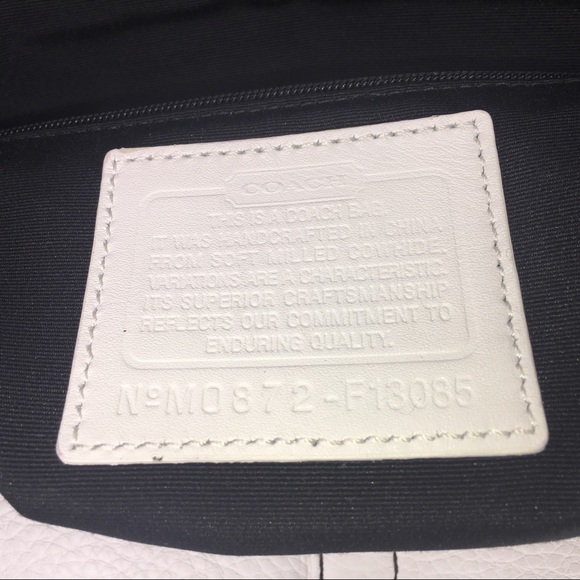 COACH
THIS IS A COACH BAG.
IT WAS HANDCRAFTED IN CHINA
FROM SOFT MILLED COWHIDE.
VARIATIONS ARE A CHARACTERISTIC.
ITS SUPERIOR CRAFTSMANSHIP
REFLECTS OUR COMMITMENT TO
ENDURING QUALITY.
NºM0872-F13085